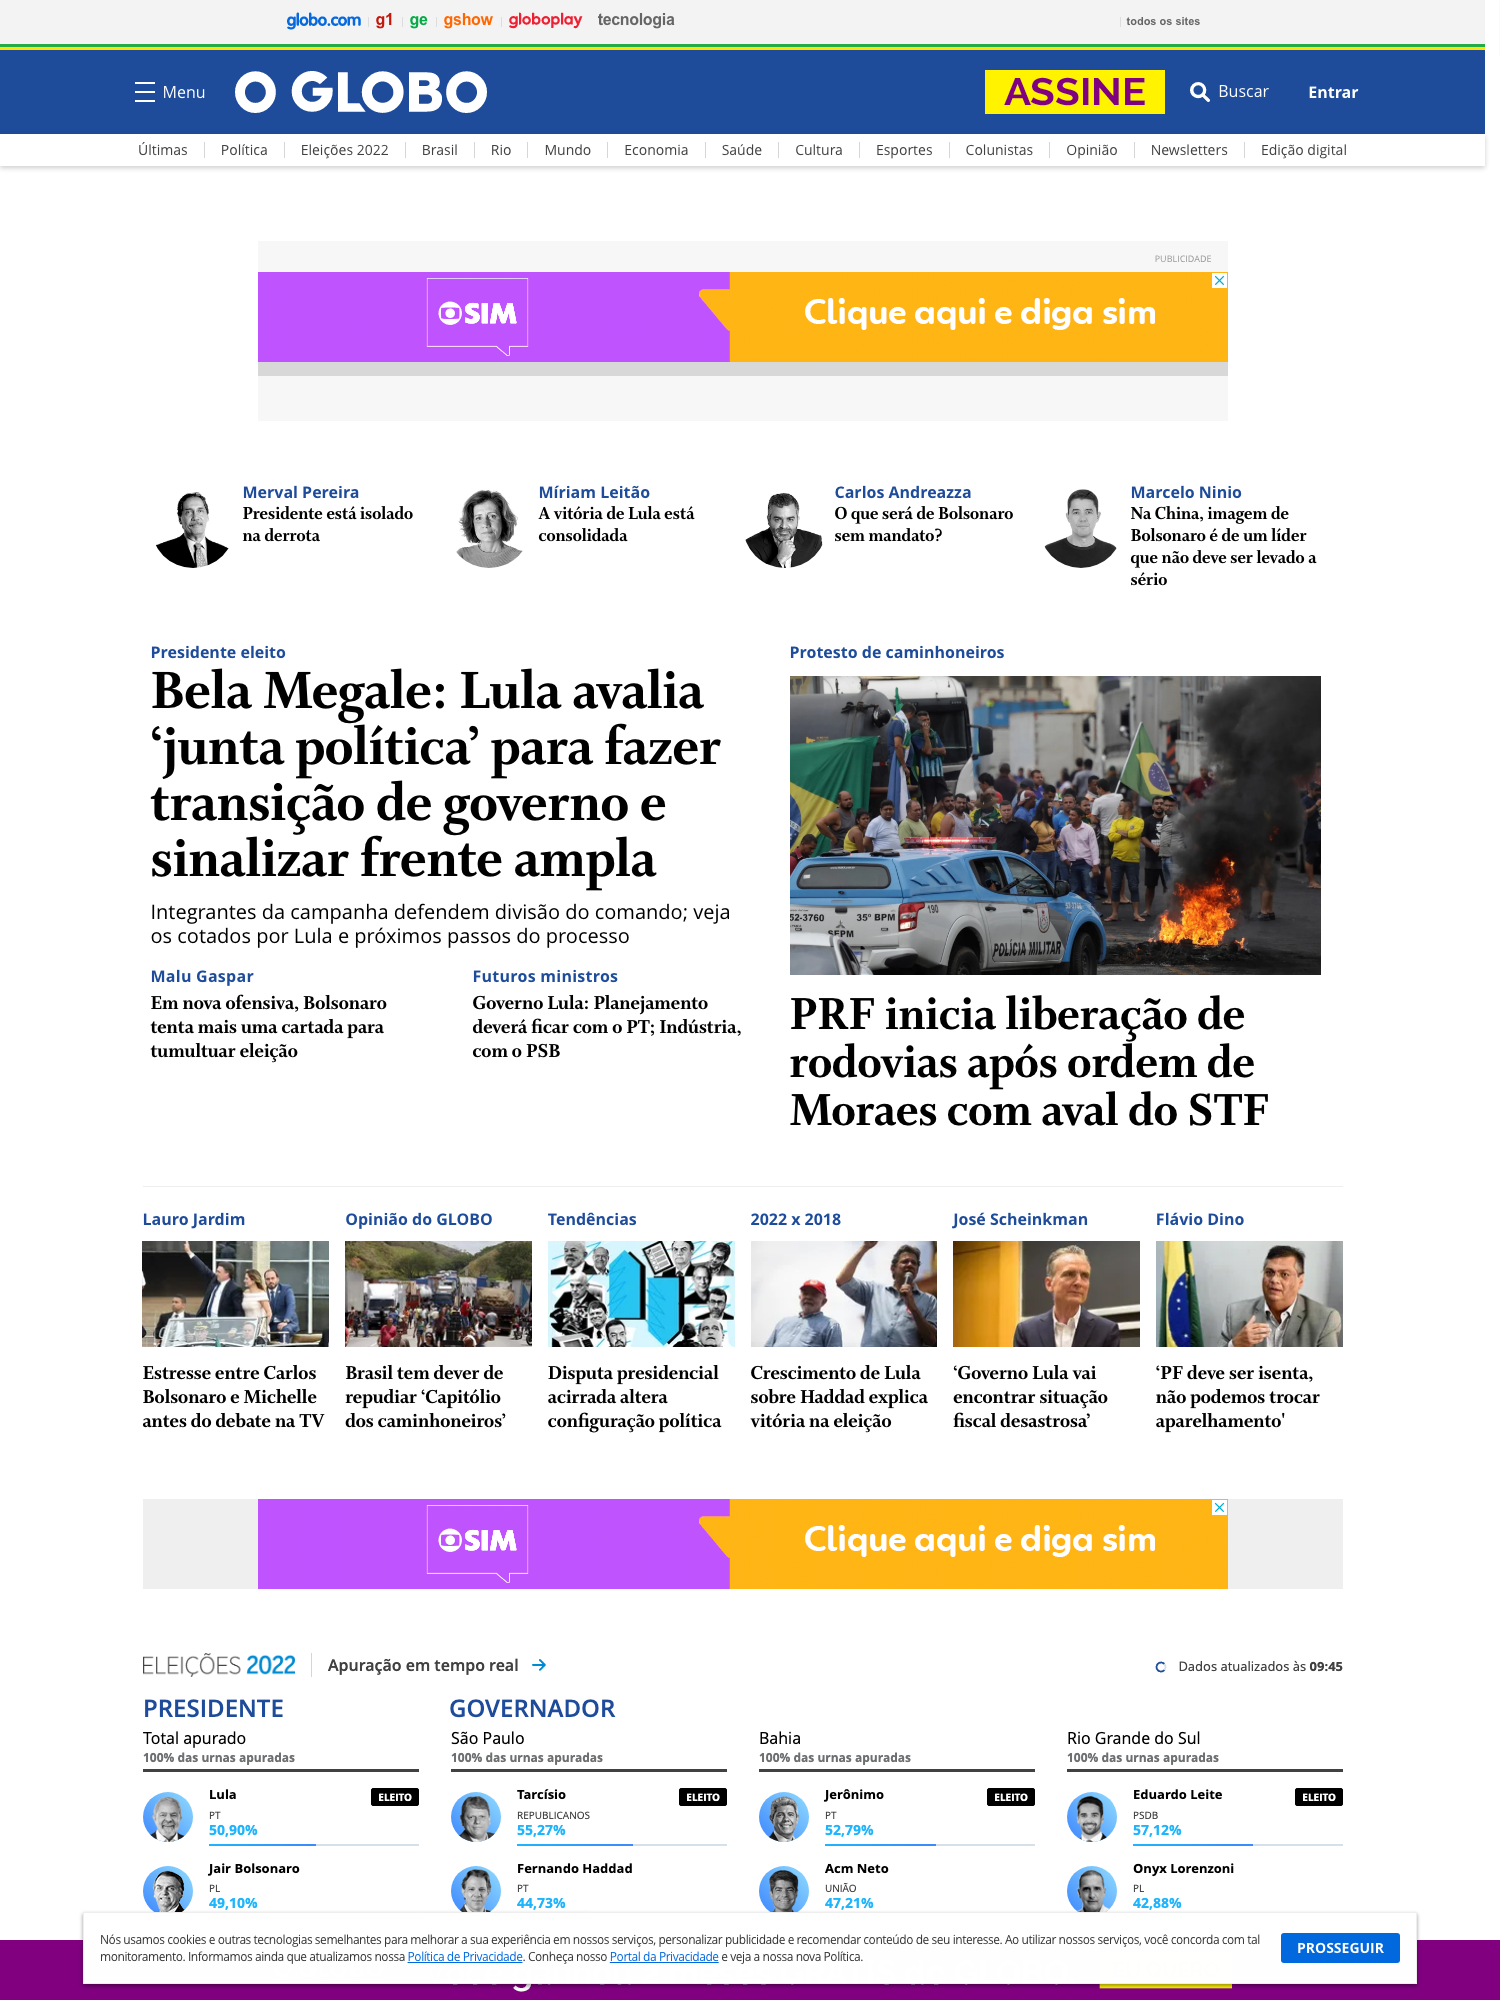 globo.com g1 ge gshow globoplay tecnologia todos os sites
Menu O GLOBO ASSINE Buscar Entrar
Últimas Política Eleições 2022 Brasil Rio Mundo Economia Saúde Cultura Esportes Colunistas Opinião Newsletters Edição digital
PUBLICIDADE
SIM Clique aqui e diga sim
Merval Pereira
Presidente está isolado
na derrota
Míriam Leitão
A vitória de Lula está
consolidada
Carlos Andreazza
O que será de Bolsonaro
sem mandato?
Marcelo Ninio
Na China, imagem de
Bolsonaro é de um líder
que não deve ser levado a
sério
Presidente eleito
Bela Megale: Lula avalia
‘junta política’ para fazer
transição de governo e
sinalizar frente ampla
Integrantes da campanha defendem divisão do comando; veja
os cotados por Lula e próximos passos do processo
Malu Gaspar
Em nova ofensiva, Bolsonaro
tenta mais uma cartada para
tumultuar eleição
Futuros ministros
Governo Lula: Planejamento
deverá ficar com o PT; Indústria,
com o PSB
Protesto de caminhoneiros
52-3760 35º BPM 190
SEPM POLÍCIA MILITAR
PRF inicia liberação de
rodovias após ordem de
Moraes com aval do STF
Lauro Jardim
Estresse entre Carlos
Bolsonaro e Michelle
antes do debate na TV
Opinião do GLOBO
Brasil tem dever de
repudiar ‘Capitólio
dos caminhoneiros’
Tendências
Disputa presidencial
acirrada altera
configuração política
2022 x 2018
Crescimento de Lula
sobre Haddad explica
vitória na eleição
José Scheinkman
‘Governo Lula vai
encontrar situação
fiscal desastrosa’
Flávio Dino
‘PF deve ser isenta,
não podemos trocar
aparelhamento'
SIM Clique aqui e diga sim
ELEIÇÕES 2022 Apuração em tempo real → Dados atualizados às 09:45
PRESIDENTE
Total apurado
100% das urnas apuradas
Lula ELEITO
PT
50,90%
Jair Bolsonaro
PL
49,10%
GOVERNADOR
São Paulo
100% das urnas apuradas
Tarcísio ELEITO
REPUBLICANOS
55,27%
Fernando Haddad
PT
44,73%
Bahia
100% das urnas apuradas
Jerônimo ELEITO
PT
52,79%
Acm Neto
UNIÃO
47,21%
Rio Grande do Sul
100% das urnas apuradas
Eduardo Leite ELEITO
PSDB
57,12%
Onyx Lorenzoni
PL
42,88%
Nós usamos cookies e outras tecnologias semelhantes para melhorar a sua experiência em nossos serviços, personalizar publicidade e recomendar conteúdo de seu interesse. Ao utilizar nossos serviços, você concorda com tal
monitoramento. Informamos ainda que atualizamos nossa Política de Privacidade. Conheça nosso Portal da Privacidade e veja a nossa nova Política.
PROSSEGUIR